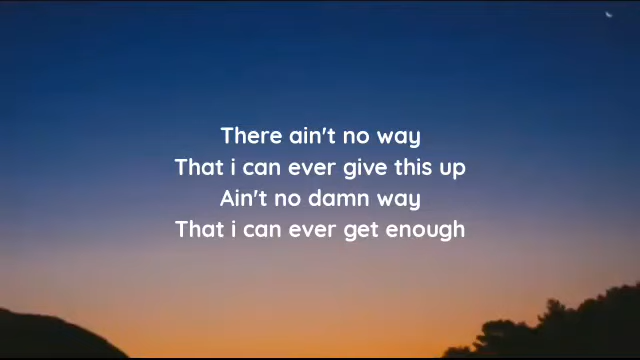 There ain't no way
That i can ever give this up
Ain't no damn way
That i can ever get enough